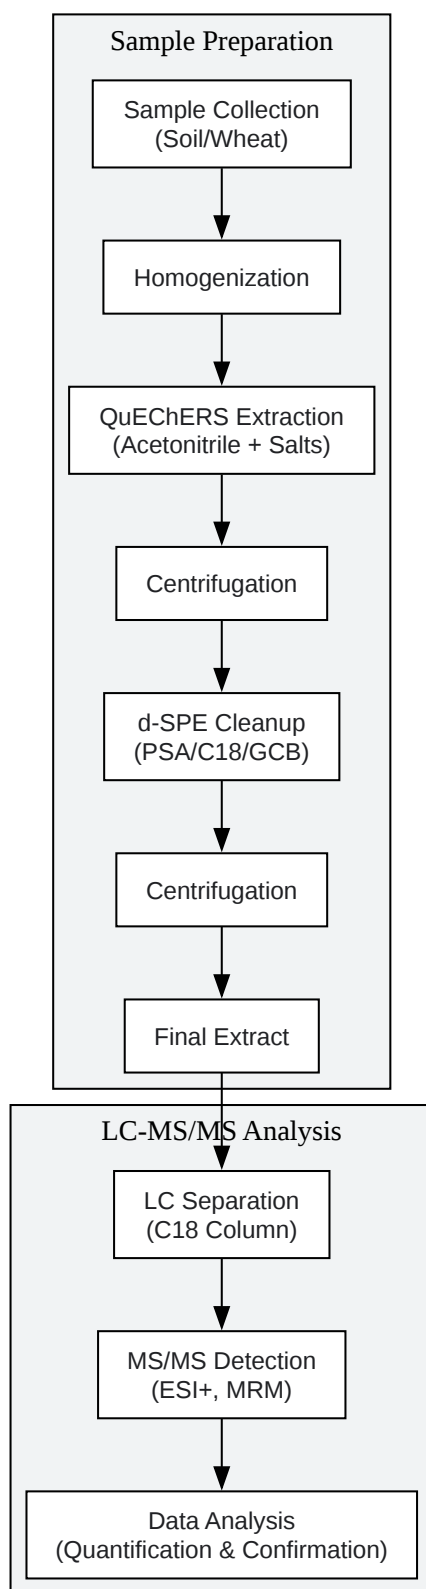 Sample Preparation
Sample Collection
(Soil/Wheat)
Homogenization
QuEChERS Extraction
(Acetonitrile + Salts)
Centrifugation
d-SPE Cleanup
(PSA/C18/GCB)
Centrifugation
Final Extract
LC-MS/MS Analysis
LC Separation
(C18 Column)
MS/MS Detection
(ESI+, MRM)
Data Analysis
(Quantification & Confirmation)